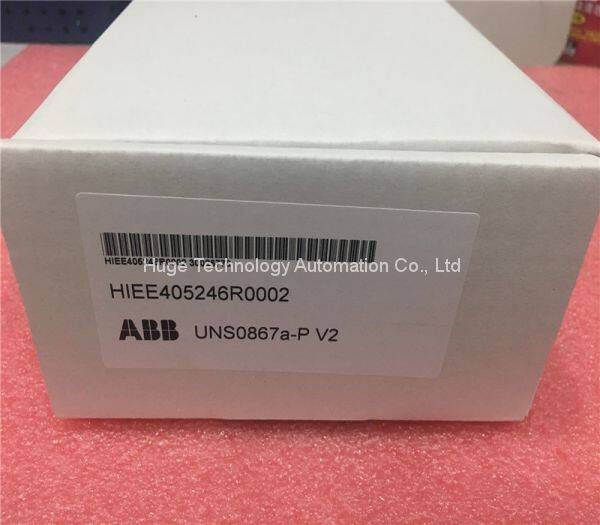 Huge Technology Automation Co., Ltd
HIEE405246R0002
ABB UNS0867a-P V2